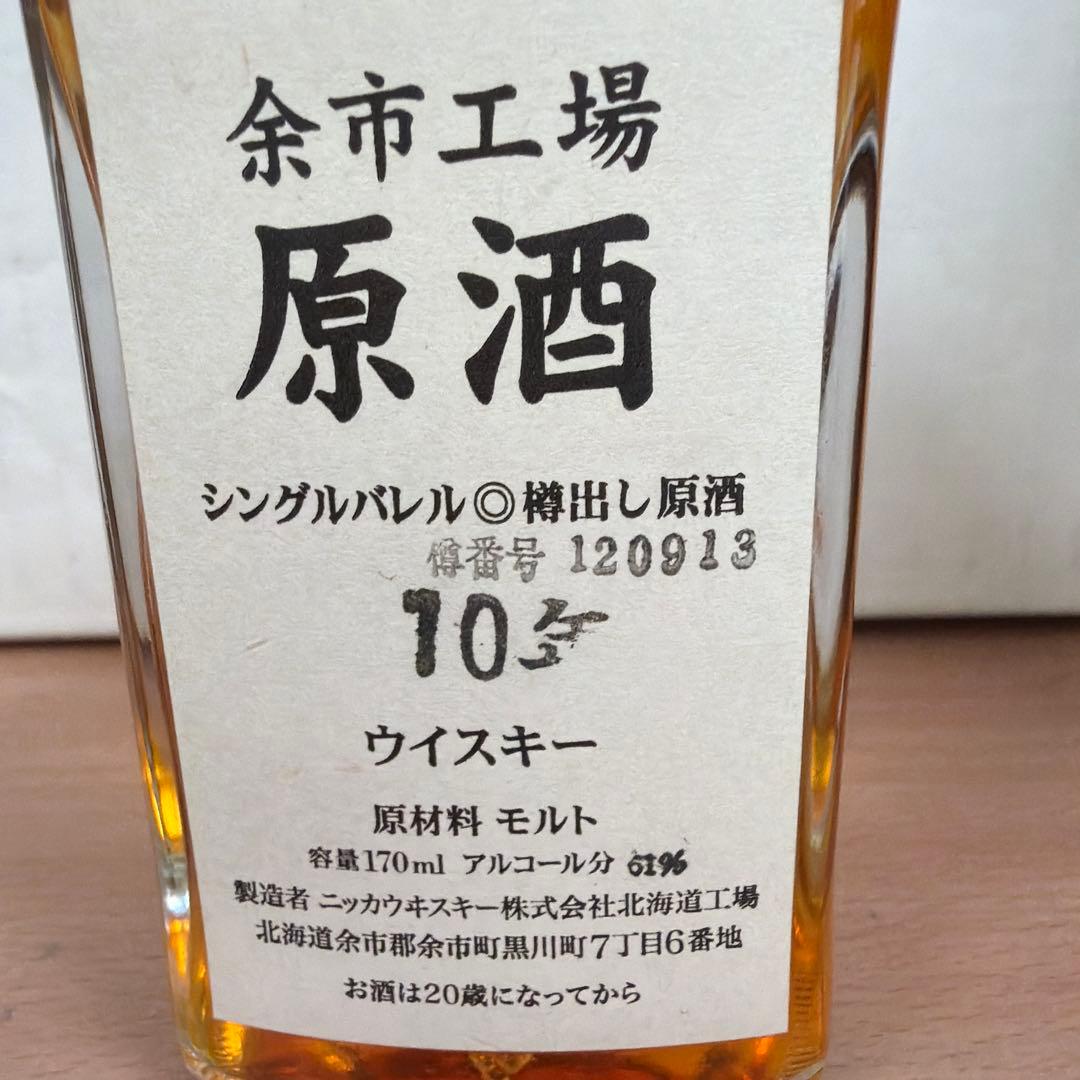 余市工場
原酒
シングルバレル◎樽出し原酒
樽番号 120913
10
ウイスキー
原材料 モルト
容量170ml アルコール分 61%
製造者 ニッカウヰスキー株式会社北海道工場
北海道余市郡余市町黒川町7丁目6番地
お酒は20歳になってから